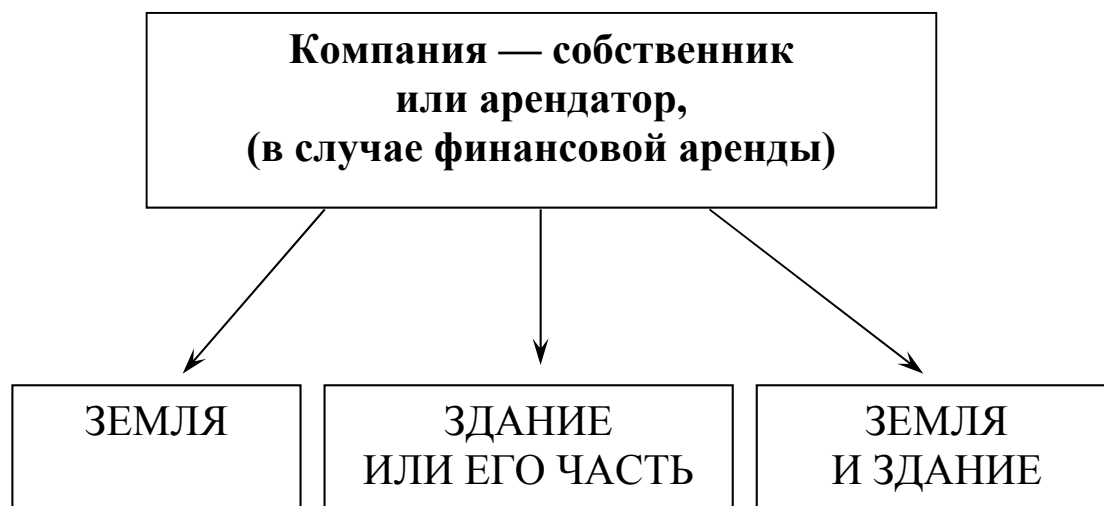 Компания — собственник
или арендатор,
(в случае финансовой аренды)
ЗЕМЛЯ
ЗДАНИЕ
ИЛИ ЕГО ЧАСТЬ
ЗЕМЛЯ
И ЗДАНИЕ